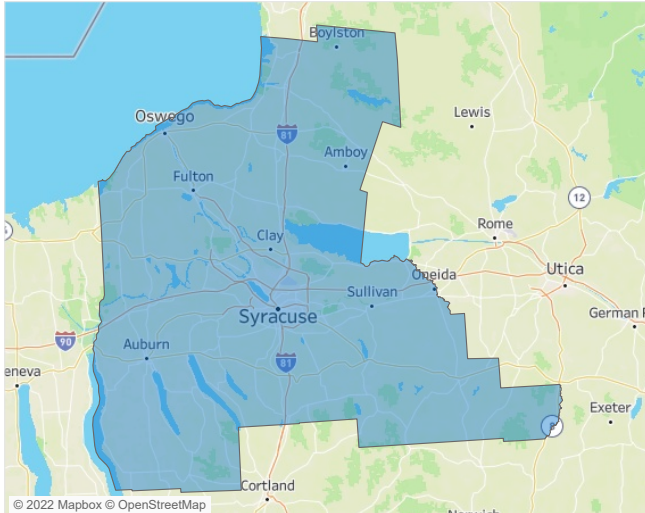 Boylston
Lewis
Oswego
81
Amboy
Fulton
12
Rome
Clay
Utica
Oneida
Sullivan
Syracuse
German F
90
Auburn
81
eneva
Exeter
8
Cortland
© 2022 Mapbox © OpenStreetMap